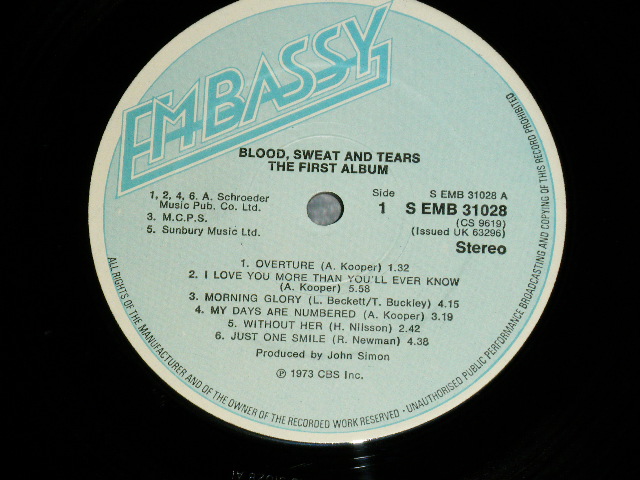 EMBASSY
BLOOD, SWEAT AND TEARS
THE FIRST ALBUM
1, 2, 4, 6. A. Schroeder
Music Pub. Co. Ltd.
3. M.C.P.S.
5. Sunbury Music Ltd.
Side
1
S EMB 31028 A
S EMB 31028
(CS 9619)
(Issued UK 63296)
Stereo
1. OVERTURE (A. Kooper) 1.32
2. I LOVE YOU MORE THAN YOU'LL EVER KNOW
(A. Kooper) 5.58
3. MORNING GLORY (L. Beckett/T. Buckley) 4.15
4. MY DAYS ARE NUMBERED (A. Kooper) 3.19
5. WITHOUT HER (H. Nilsson) 2.42
6. JUST ONE SMILE (R. Newman) 4.38
Produced by John Simon
℗ 1973 CBS Inc.
ALL RIGHTS OF THE MANUFACTURER AND OF THE OWNER OF THE RECORDED WORK RESERVED · UNAUTHORISED PUBLIC PERFORMANCE BROADCASTING AND COPYING OF THIS RECORD PROHIBITED